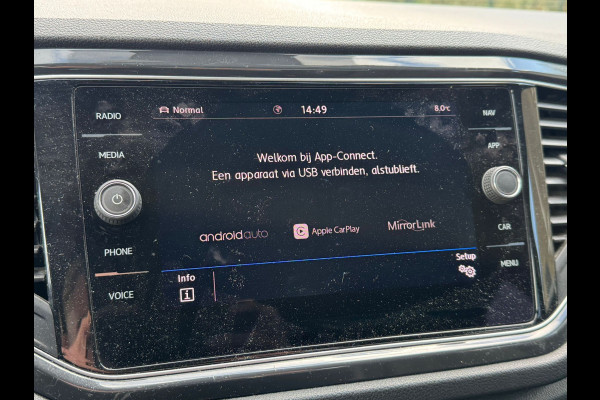 RADIO
MEDIA
PHONE
VOICE
Normal
14:49
8.0°C
Welkom bij App-Connect.
Een apparaat via USB verbinden, alstublieft.
androidauto
Apple CarPlay
MirrorLink
Info
i
Setup
NAV
APP
CAR
MENU